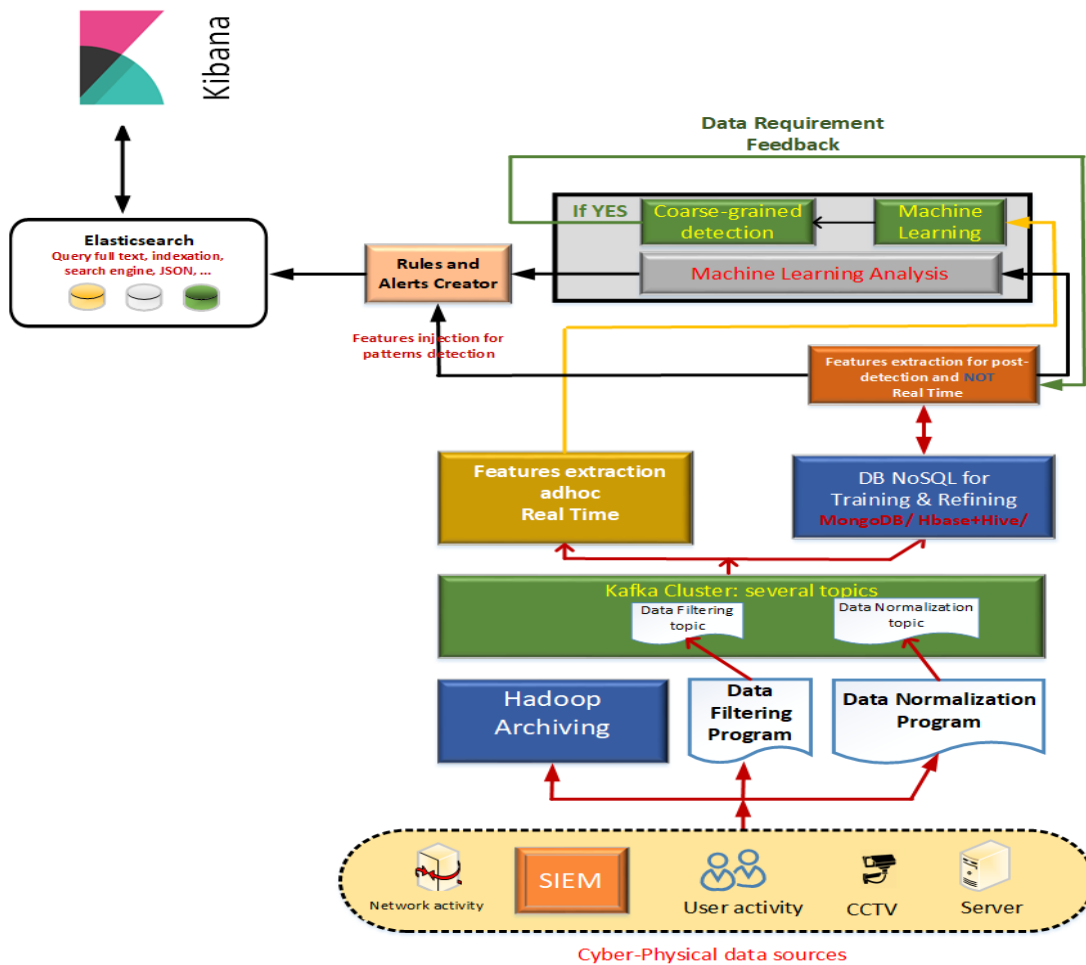 Kibana
Data Requirement
Feedback
If YES
Coarse-grained
detection
Machine
Learning
Machine Learning Analysis
Elasticsearch
Query full text, indexation,
search engine, JSON, ...
Rules and
Alerts Creator
Features injection for
patterns detection
Features extraction for post-
detection and NOT
Real Time
Features extraction
adhoc
Real Time
DB NoSQL for
Training & Refining
MongoDB/ Hbase+Hive/
Kafka Cluster: several topics
Data Filtering
topic
Data Normalization
topic
Hadoop
Archiving
Data
Filtering
Program
Data Normalization
Program
Network activity
SIEM
User activity
CCTV
Server
Cyber-Physical data sources